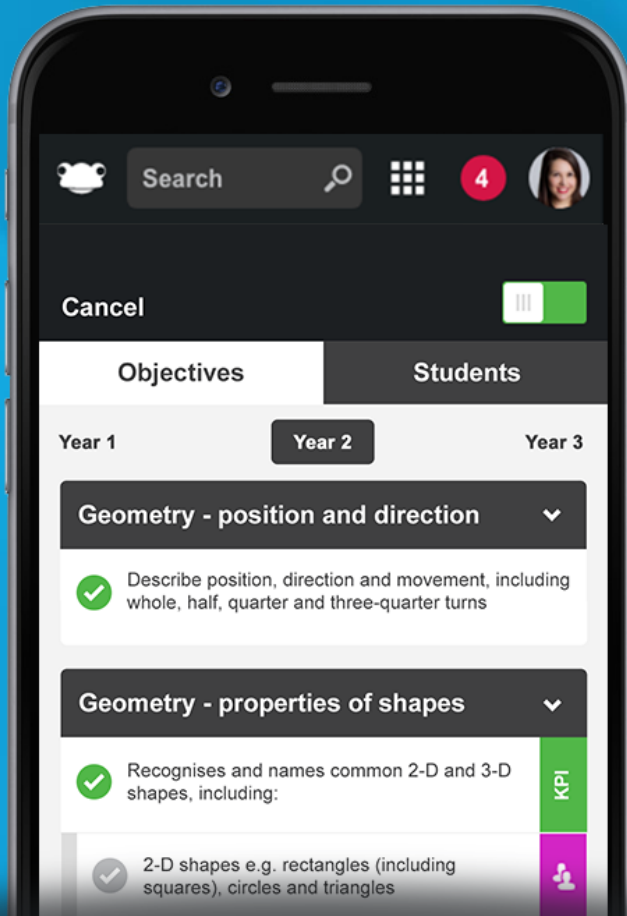 Search
4
Cancel
Objectives
Students
Year 1
Year 2
Year 3
Geometry - position and direction
Describe position, direction and movement, including
whole, half, quarter and three-quarter turns
Geometry - properties of shapes
Recognises and names common 2-D and 3-D
shapes, including:
KPI
2-D shapes e.g. rectangles (including
squares), circles and triangles